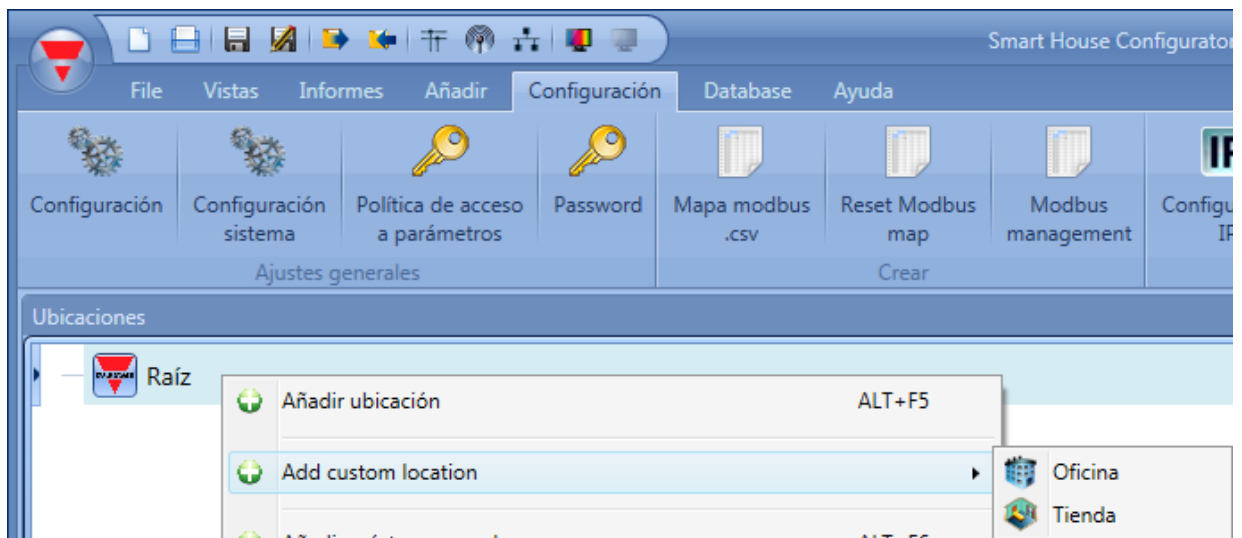 Smart House Configurator
File Vistas Informes Añadir Configuración Database Ayuda
Configuración Configuración sistema Política de acceso a parámetros Password Mapa modbus .csv Reset Modbus map Modbus management
Ajustes generales Crear
Ubicaciones
Raíz
Añadir ubicación ALT+F5
Add custom location Oficina
Tienda